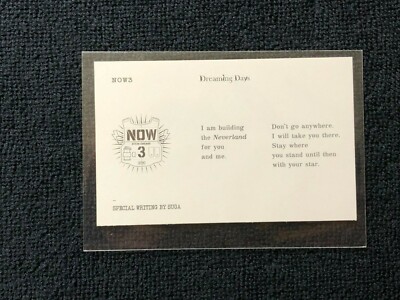 NOW3
Dreaming Days
NOW
3
I am building
the Neverland
for you
and me.
Don't go anywhere.
I will take you there.
Stay where
you stand until then
with your star.
SPECIAL WRITING BY SUGA